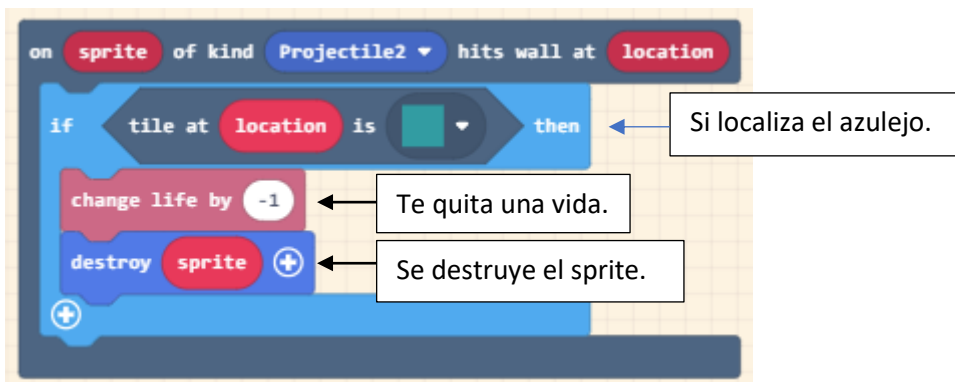 on sprite of kind Projectile2 hits wall at location
if tile at location is then
Si localiza el azulejo.
change life by -1
Te quita una vida.
destroy sprite
Se destruye el sprite.